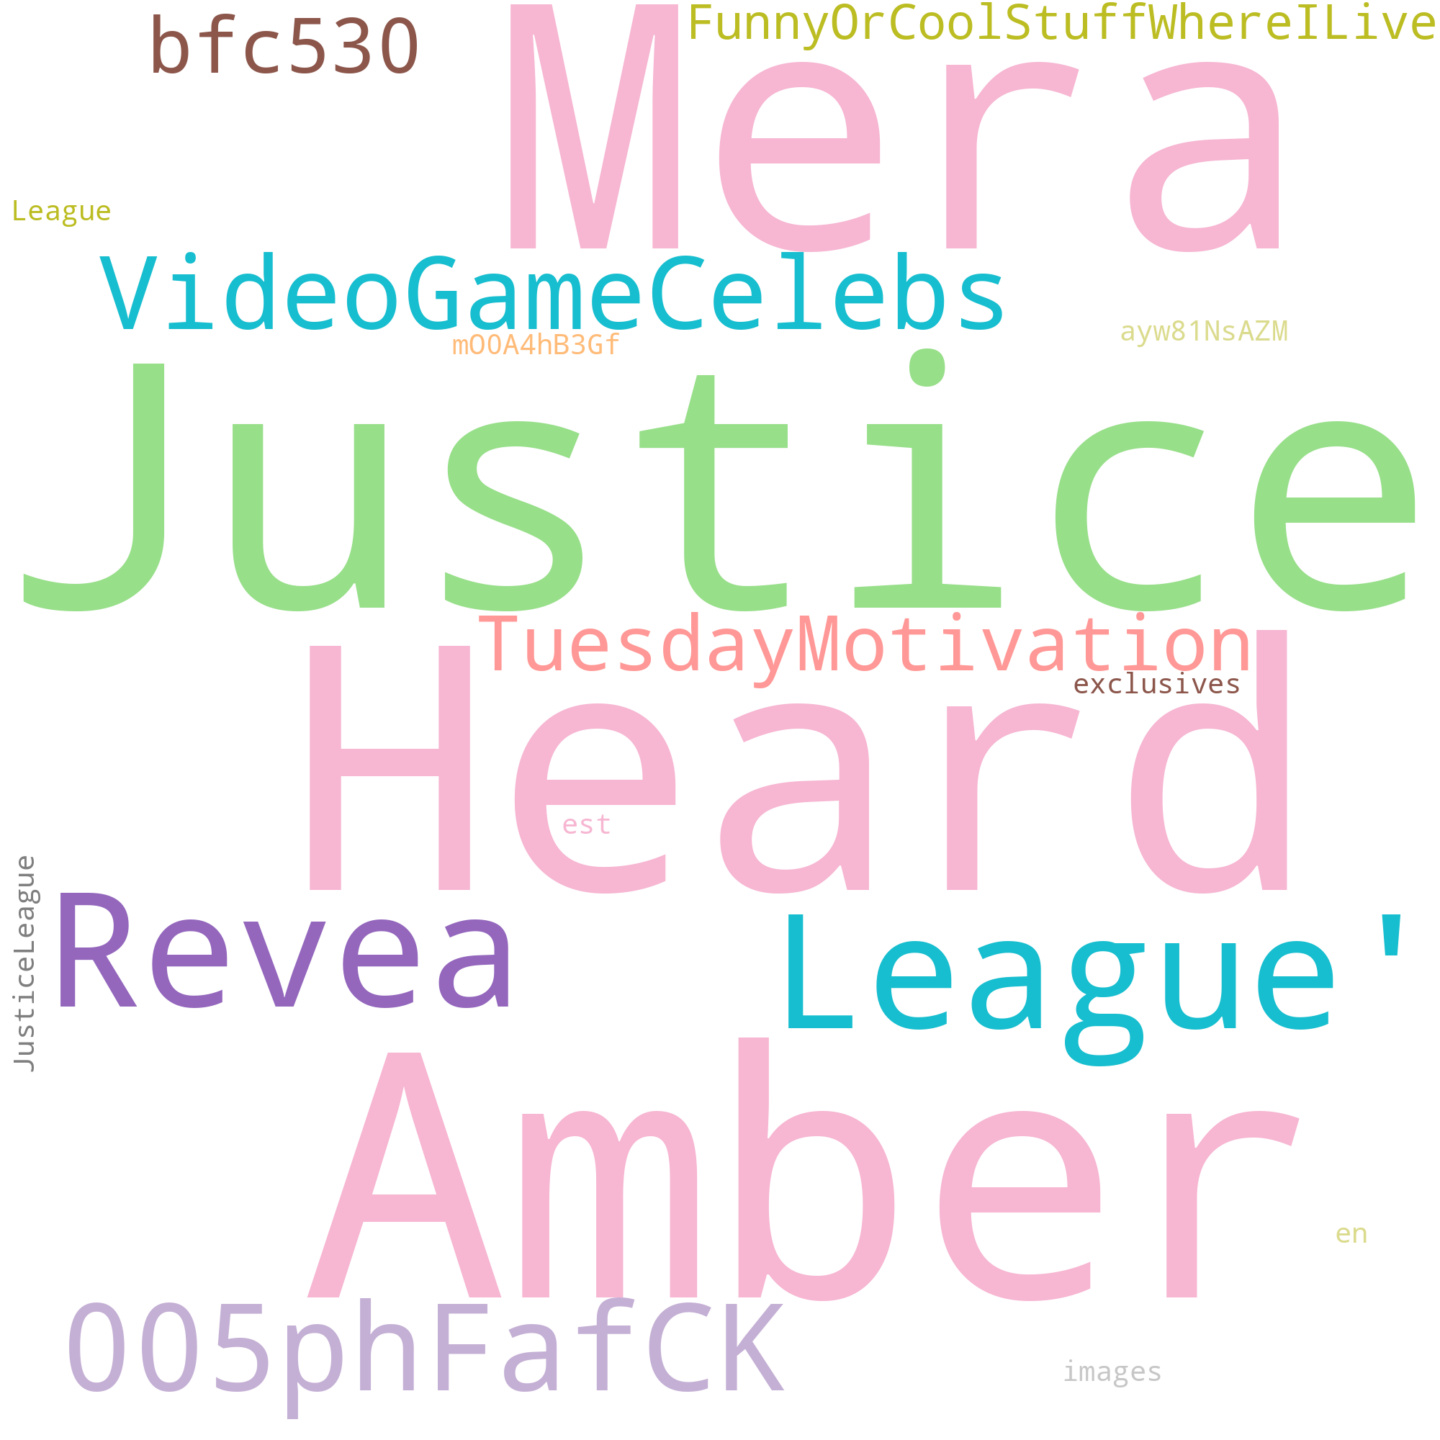 FunnyOrCoolStuffWhereILive
bfc530
Mera
League
VideoGameCelebs
mO0A4hB3Gf
ayw81NsAZM
Justice
TuesdayMotivation
exclusives
Heard
est
JusticeLeague
Revea
League'
Amber
en
005phFafCK
images